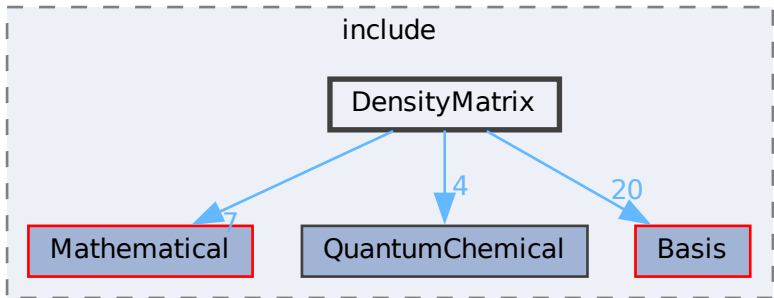 include
DensityMatrix
4
20
7
Mathematical
QuantumChemical
Basis